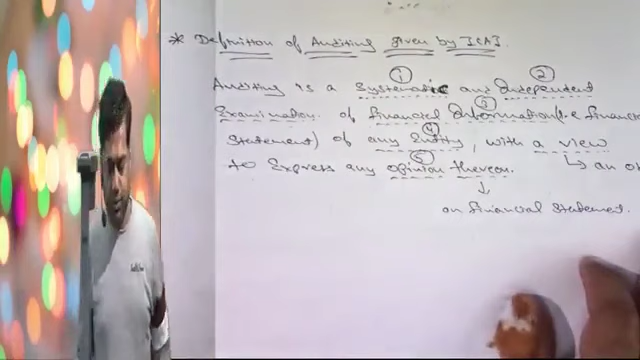 * Definition of Auditing given by ICAI.
Auditing is a systematic and Independent
① ②
Examination of financial Information (i.e financial
③
statement) of any Entity, with a view
④
to Express any opinion thereon. ↳ an
⑤
↓
on financial statement.